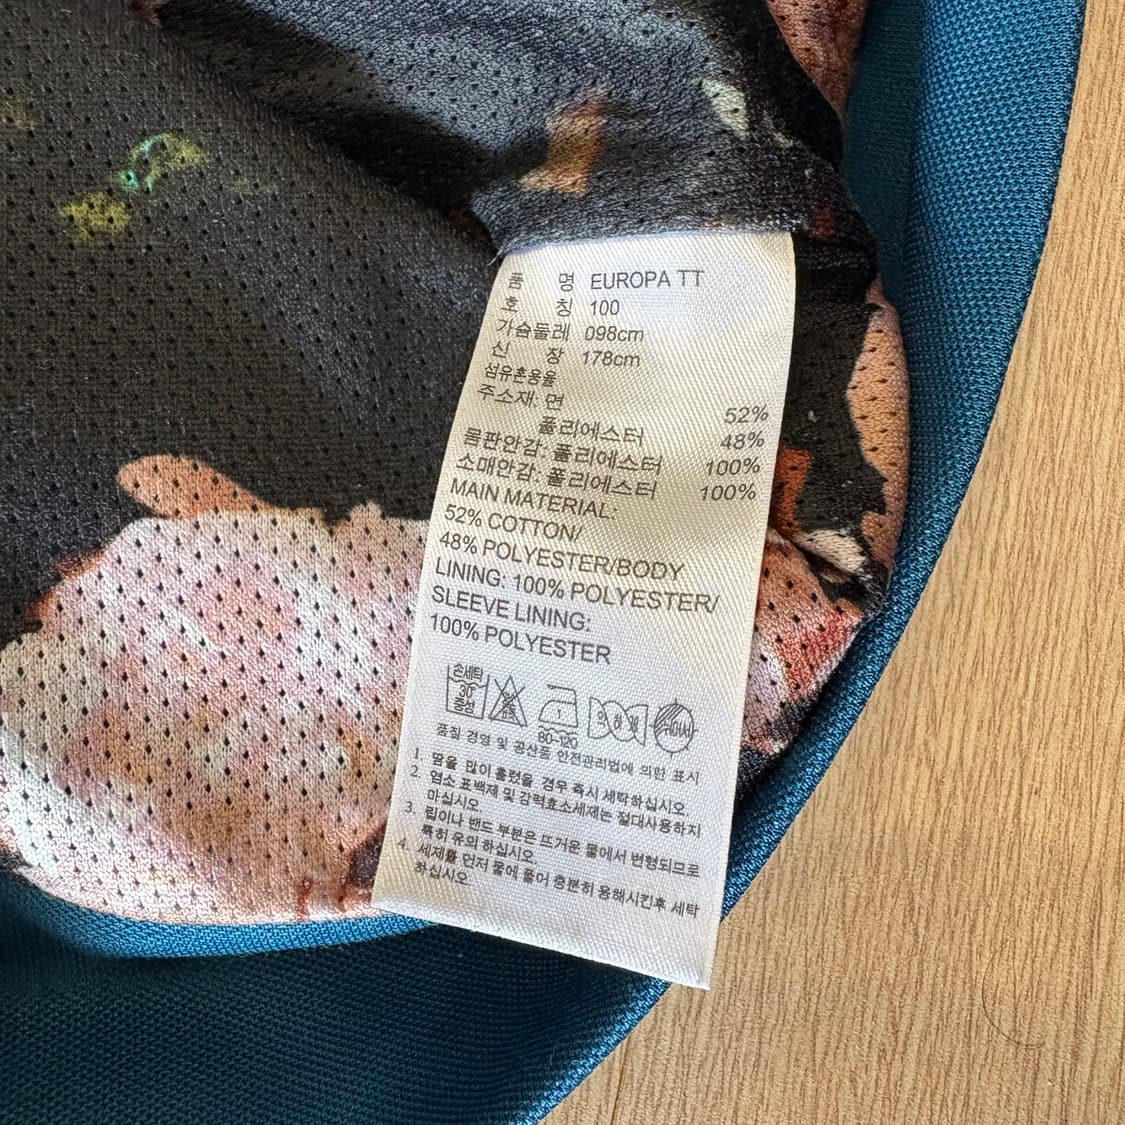 품 명 EUROPA TT
호 칭 100
가슴둘레 098cm
신 장 178cm
섬유혼용율
주소재: 면 52%
폴리에스터 48%
몸판안감: 폴리에스터 100%
소매안감: 폴리에스터 100%
MAIN MATERIAL:
52% COTTON/
48% POLYESTER/BODY
LINING: 100% POLYESTER/
SLEEVE LINING:
100% POLYESTER
손세탁
30
중성
1
80~120
품질 경영 및 공산품 안전관리법에 의한 표시
1. 땀을 많이 흘렸을 경우 즉시 세탁하십시오.
2. 염소 표백제 및 강력효소세제는 절대사용하지
마십시오.
3. 립이나 밴드 부분은 뜨거운 물에서 변형되므로
특히 유의 하십시오.
4. 세제를 먼저 물에 풀어 충분히 용해시킨후 세탁
하십시오.